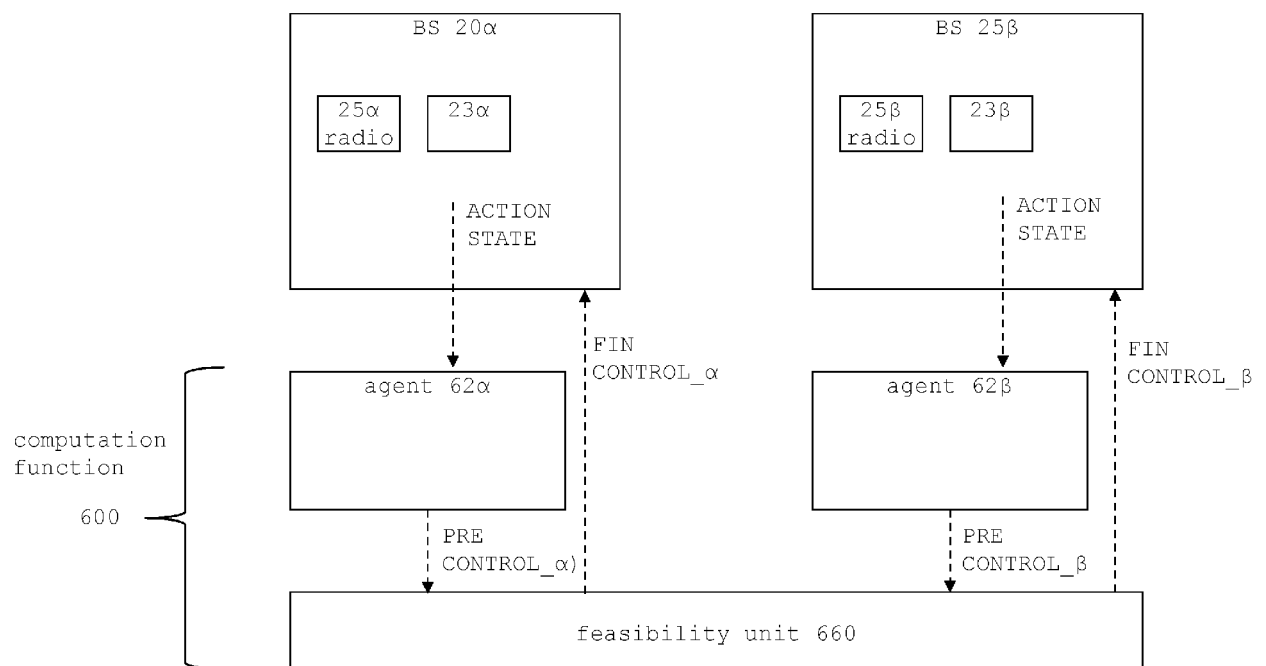 BS 20α
25α
radio
23α
ACTION
STATE
BS 25β
25β
radio
23β
ACTION
STATE
FIN
CONTROL_α
FIN
CONTROL_β
agent 62α
agent 62β
computation
function
600
PRE
CONTROL_α)
PRE
CONTROL_β
feasibility unit 660